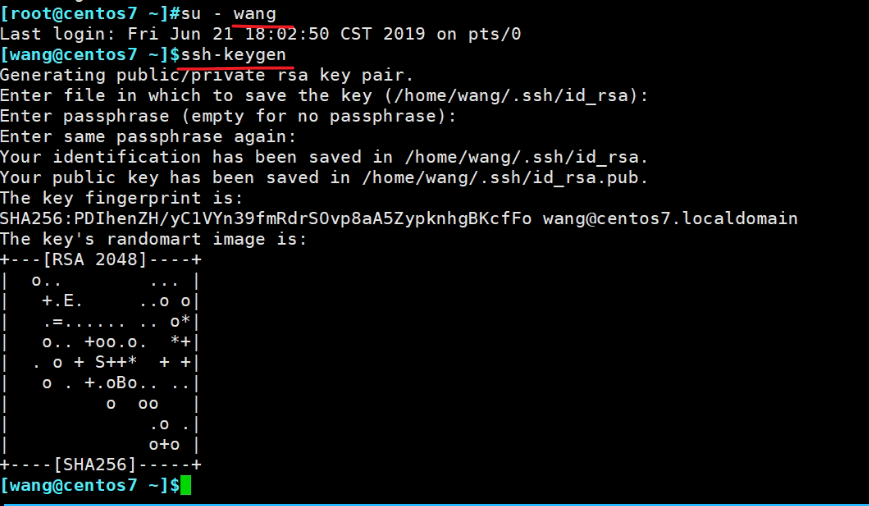 [root@centos7 ~]#su - wang
Last login: Fri Jun 21 18:02:50 CST 2019 on pts/0
[wang@centos7 ~]$ssh-keygen
Generating public/private rsa key pair.
Enter file in which to save the key (/home/wang/.ssh/id_rsa):
Enter passphrase (empty for no passphrase):
Enter same passphrase again:
Your identification has been saved in /home/wang/.ssh/id_rsa.
Your public key has been saved in /home/wang/.ssh/id_rsa.pub.
The key fingerprint is:
SHA256:PDIhenZH/yC1VYn39fmRdrSOvp8aA5ZypknhgBKcfFo wang@centos7.localdomain
The key's randomart image is:
+---[RSA 2048]----+
|  o..        ... |
|   +.E.     ..o o|
|   .=...... .. o*|
|   o.. +oo.o.  *+|
|  . o + S++*  + +|
|   o . +.oBo.. ..|
|         o  oo   |
|             .o .|
|             o+o |
+----[SHA256]-----+
[wang@centos7 ~]$